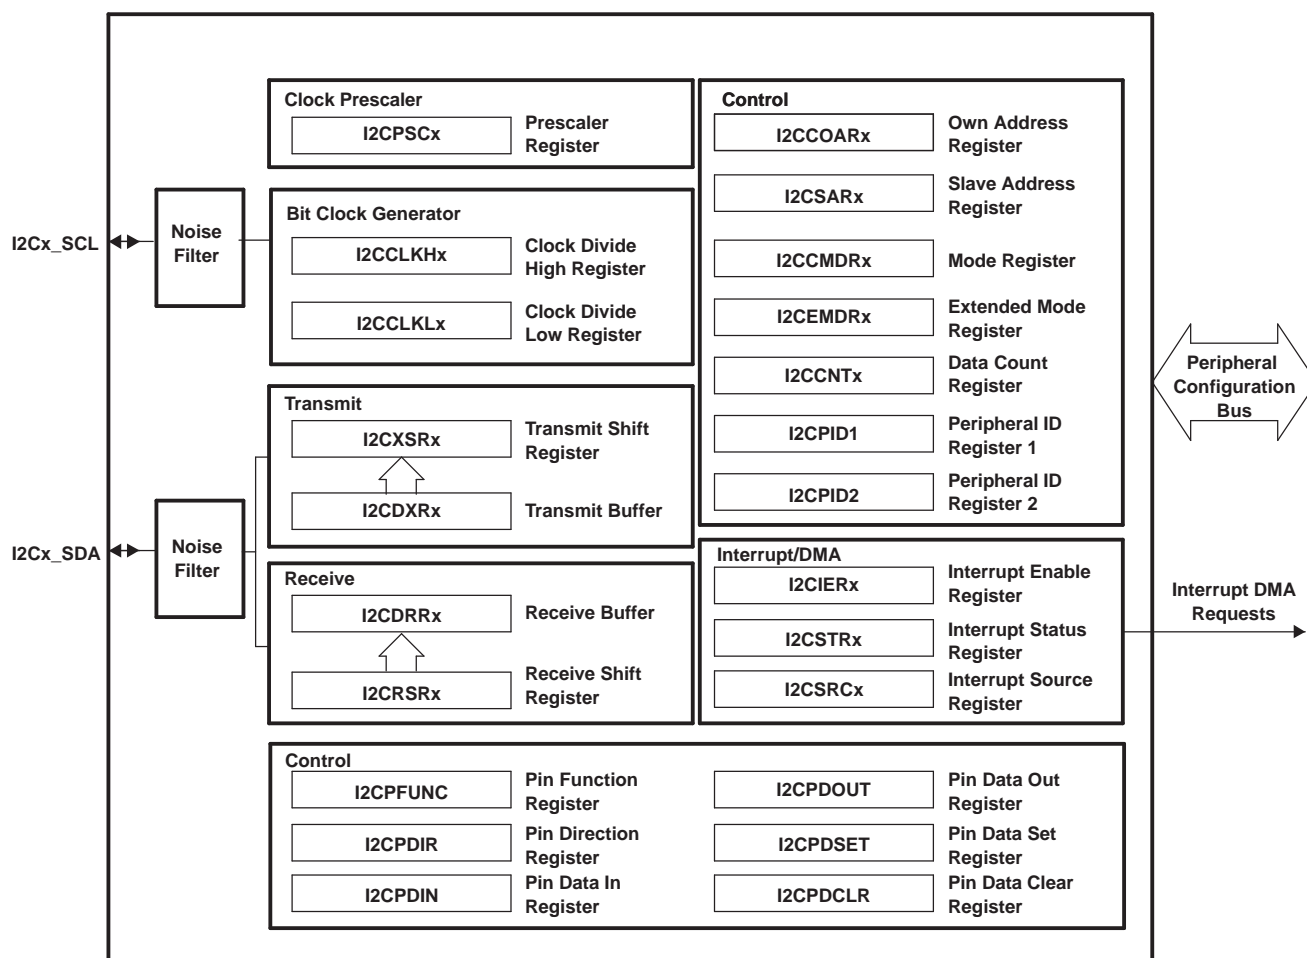 Clock Prescaler
I2CPSCx
Prescaler
Register
Bit Clock Generator
I2CCLKHx
Clock Divide
High Register
I2CCLKLx
Clock Divide
Low Register
I2Cx_SCL
Noise
Filter
Transmit
I2CXSRx
Transmit Shift
Register
I2CDXRx
Transmit Buffer
I2Cx_SDA
Noise
Filter
Receive
I2CDRRx
Receive Buffer
I2CRSRx
Receive Shift
Register
Control
I2CCOARx
Own Address
Register
I2CSARx
Slave Address
Register
I2CCMDRx
Mode Register
I2CEMDRx
Extended Mode
Register
I2CCNTx
Data Count
Register
I2CPID1
Peripheral ID
Register 1
I2CPID2
Peripheral ID
Register 2
Peripheral
Configuration
Bus
Interrupt/DMA
I2CIERx
Interrupt Enable
Register
I2CSTRx
Interrupt Status
Register
I2CSRCx
Interrupt Source
Register
Interrupt DMA
Requests
Control
I2CPFUNC
Pin Function
Register
I2CPDIR
Pin Direction
Register
I2CPDIN
Pin Data In
Register
I2CPDOUT
Pin Data Out
Register
I2CPDSET
Pin Data Set
Register
I2CPDCLR
Pin Data Clear
Register